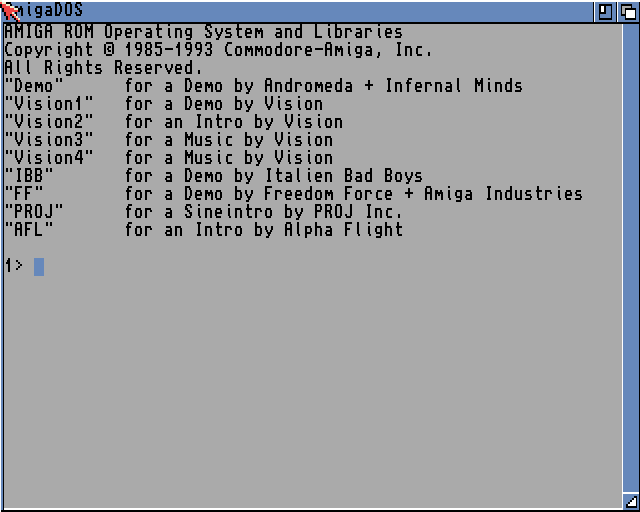 AmigaDOS
AMIGA ROM Operating System and Libraries
Copyright © 1985-1993 Commodore-Amiga, Inc.
All Rights Reserved.
"Demo" for a Demo by Andromeda + Infernal Minds
"Vision1" for a Demo by Vision
"Vision2" for an Intro by Vision
"Vision3" for a Music by Vision
"Vision4" for a Music by Vision
"IBB" for a Demo by Italien Bad Boys
"FF" for a Demo by Freedom Force + Amiga Industries
"PROJ" for a Sineintro by PROJ Inc.
"AFL" for an Intro by Alpha Flight
1>